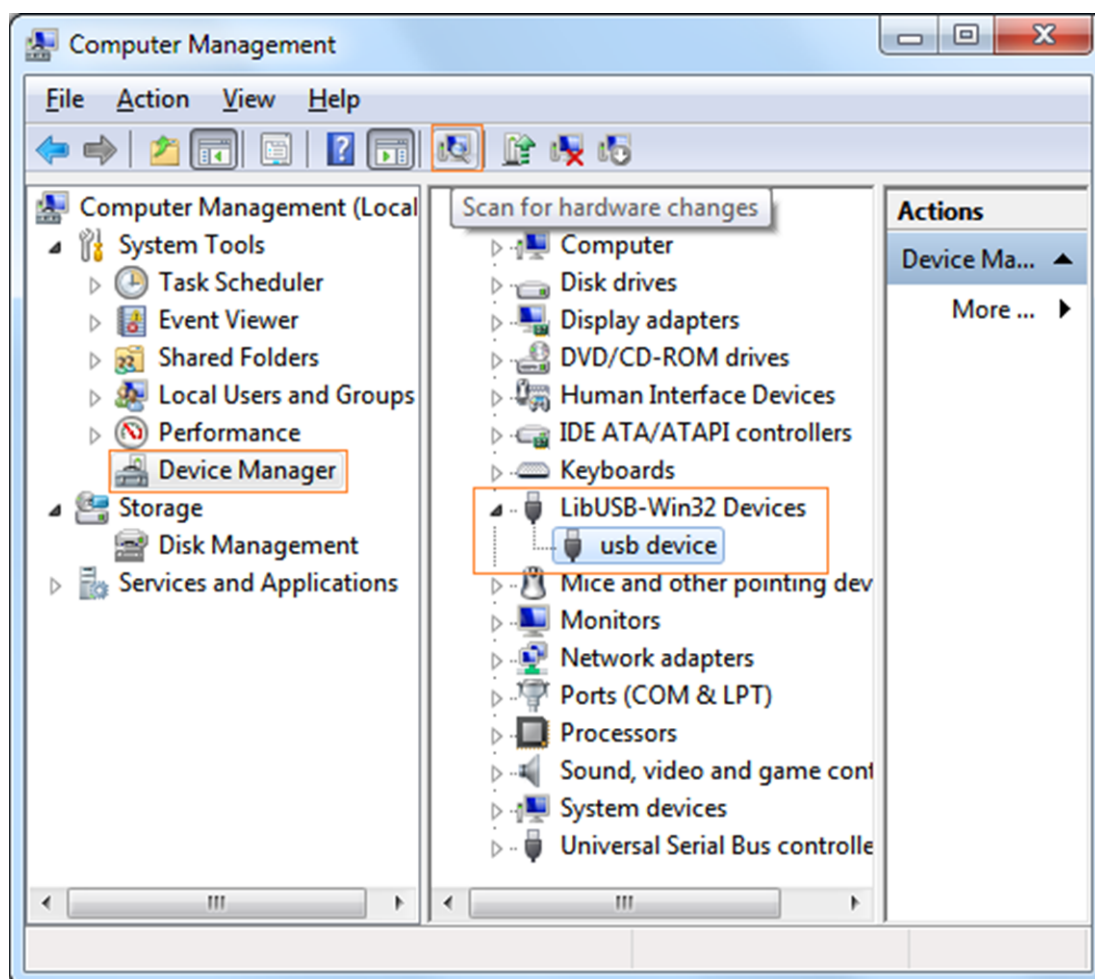 Computer Management
File Action View Help
Computer Management (Local
System Tools
Task Scheduler
Event Viewer
Shared Folders
Local Users and Groups
Performance
Device Manager
Storage
Disk Management
Services and Applications
Scan for hardware changes
Computer
Disk drives
Display adapters
DVD/CD-ROM drives
Human Interface Devices
IDE ATA/ATAPI controllers
Keyboards
LibUSB-Win32 Devices
usb device
Mice and other pointing dev
Monitors
Network adapters
Ports (COM & LPT)
Processors
Sound, video and game cont
System devices
Universal Serial Bus controlle
Actions
Device Ma...
More ...